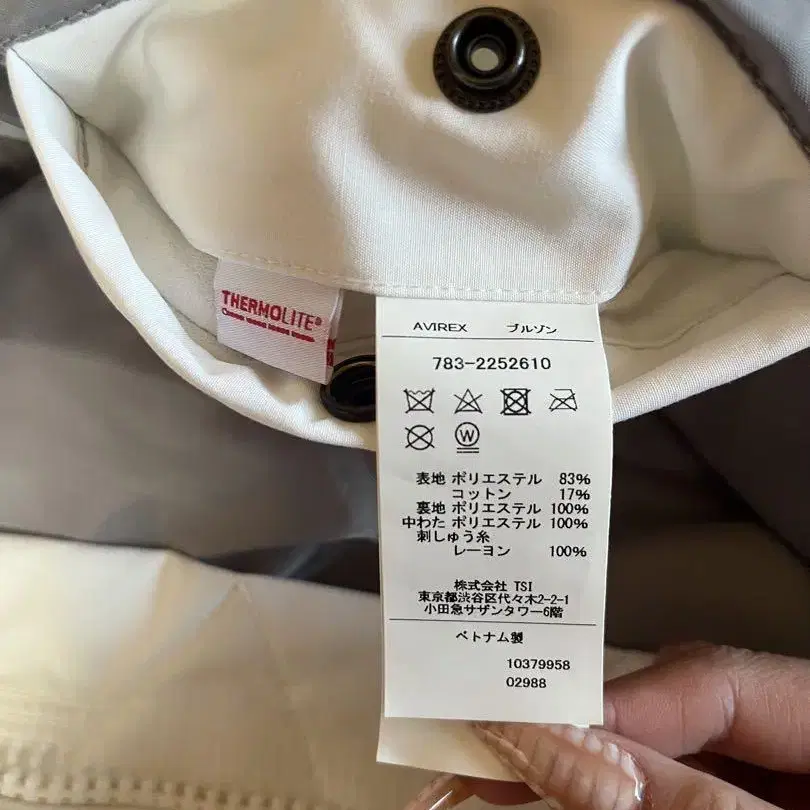 THERMOLITE®
AVIREX ブルゾン
783-2252610
W
表地 ポリエステル 83%
コットン 17%
裏地 ポリエステル 100%
中わた ポリエステル 100%
刺しゅう糸
レーヨン 100%
株式会社 TSI
東京都渋谷区代々木2-2-1
小田急サザンタワー6階
ベトナム製
10379958
02988